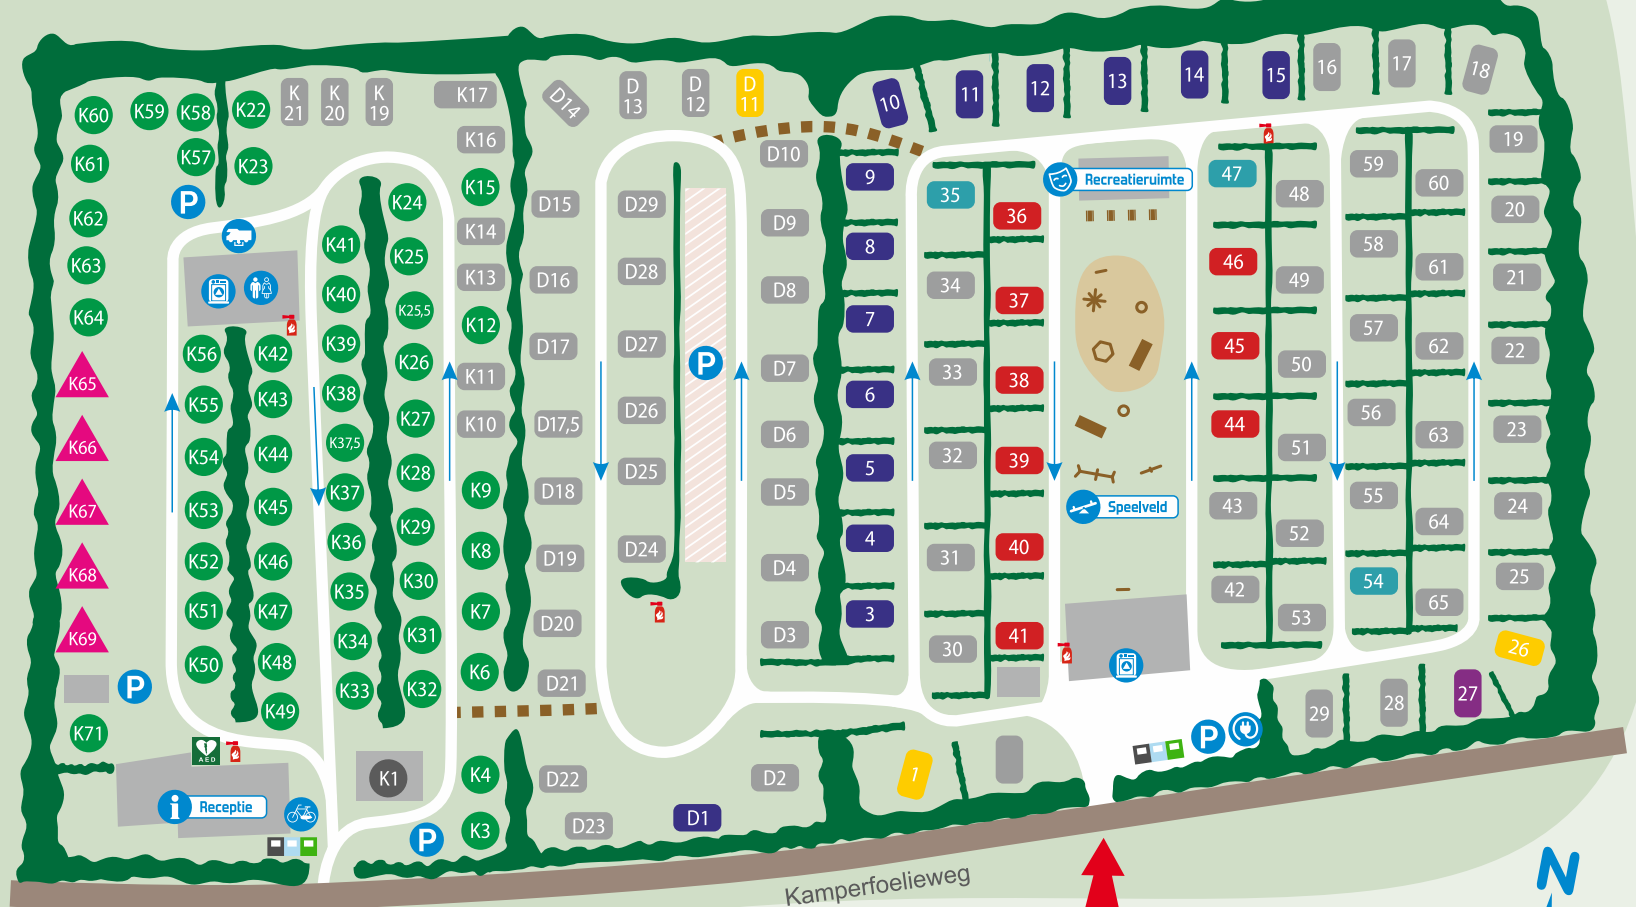 K60
K59
K58
K22
K
21
K
20
K
19
K17
D14
D
13
D
12
D
11
10
11
12
13
14
15
16
17
18
K61
K57
K23
K16
D10
9
35
36
Recreatieruimte
47
48
59
60
19
20
K62
P
K24
K15
D15
D29
D9
K63
K41
K25
K14
8
46
58
61
21
K64
K40
K25,5
K13
D16
D28
D8
34
37
49
K56
K42
K39
K26
K12
D17
D27
P
7
45
57
62
22
K65
K55
K43
K38
K27
K11
D7
33
38
50
K66
K54
K44
K37,5
K10
D17,5
D26
D6
6
32
39
44
51
56
63
23
K67
K53
K45
K37
K28
K9
D18
D25
D5
5
Speelveld
43
52
55
64
24
K68
K52
K46
K36
K29
K8
D19
D24
D4
4
31
40
42
54
25
K69
K51
K47
K35
K30
K7
D20
D3
3
30
41
53
65
26
K50
K48
K34
K31
K6
D21
P
K49
K33
K32
27
28
29
K71
AED
K1
K4
D22
D2
1
P
Receptie
P
K3
D23
D1
Kamperfoelieweg
N